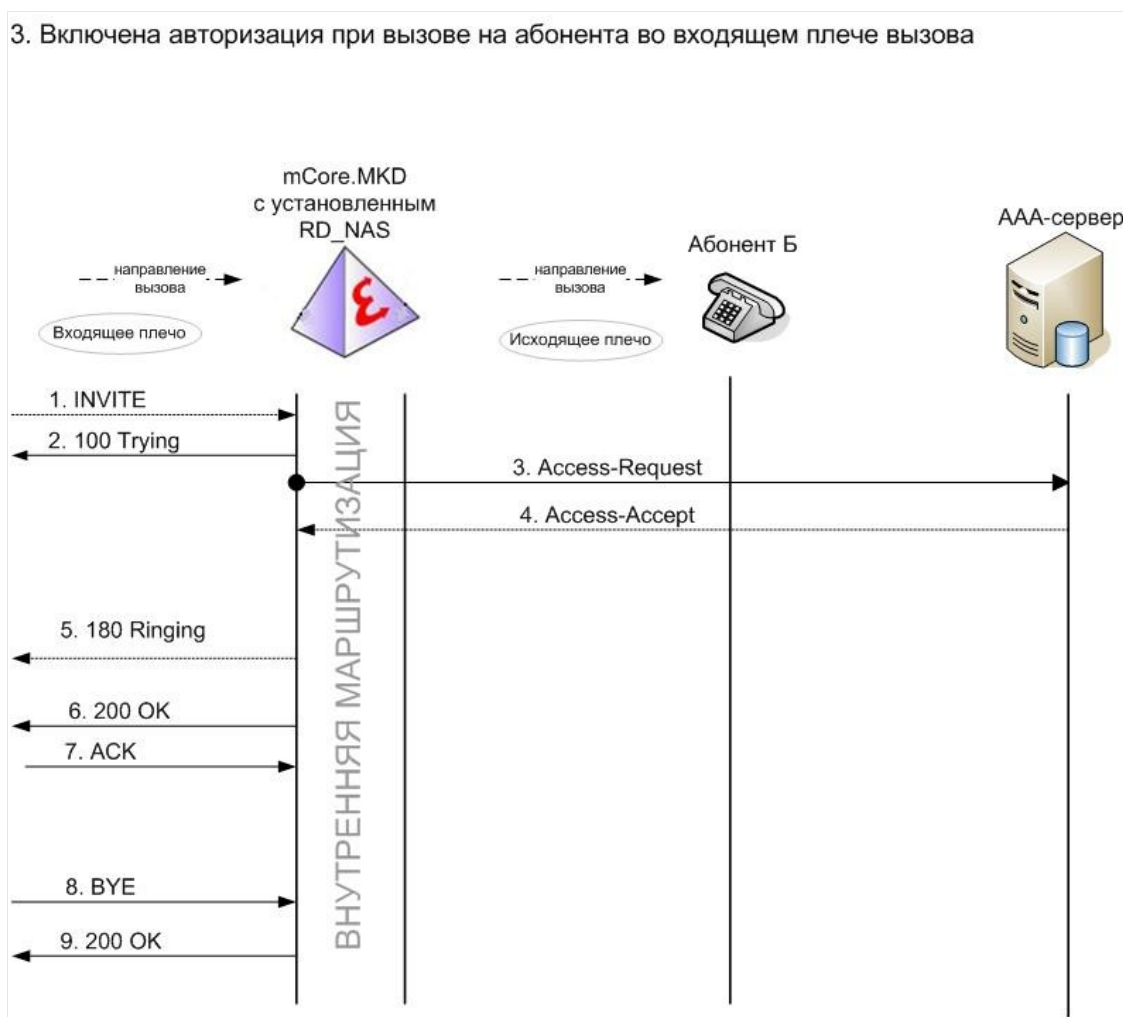 3. Включена авторизация при вызове на абонента во входящем плече вызова
mCore.MKD
с установленным
RD_NAS
Абонент Б
ААА-сервер
направление
вызова
направление
вызова
Входящее плечо
Исходящее плечо
1. INVITE
2. 100 Trying
3. Access-Request
4. Access-Accept
5. 180 Ringing
6. 200 OK
7. ACK
8. BYE
9. 200 OK
ВНУТРЕННЯЯ МАРШРУТИЗАЦИЯ